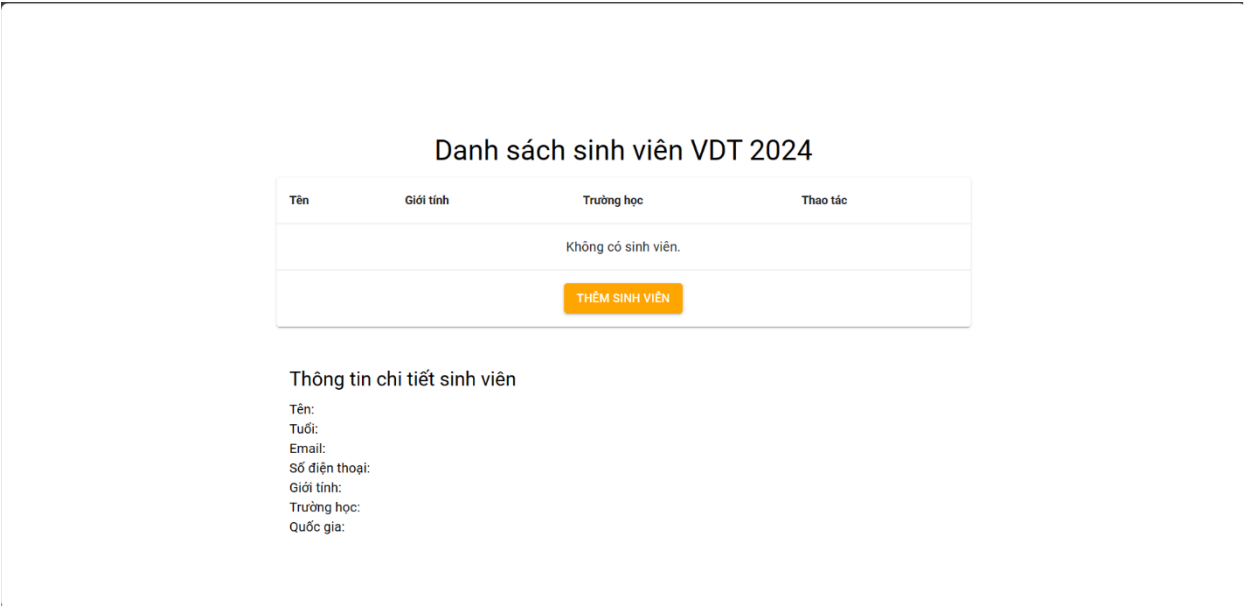 Danh sách sinh viên VDT 2024
Tên Giới tính Trường học Thao tác
Không có sinh viên.
THÊM SINH VIÊN
Thông tin chi tiết sinh viên
Tên:
Tuổi:
Email:
Số điện thoại:
Giới tính:
Trường học:
Quốc gia: